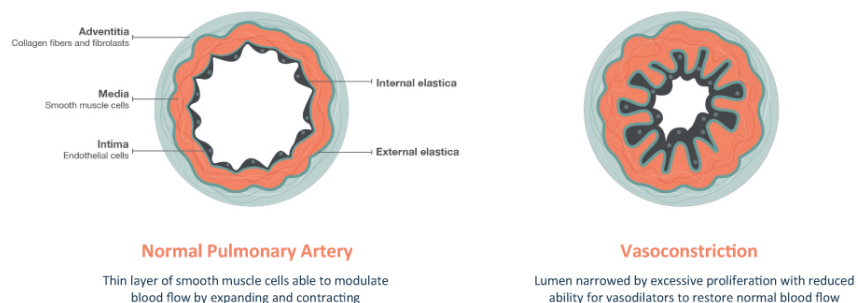 Adventitia
Collagen fibers and fibrolasts
Media
Smooth muscle cells
Intima
Endothelial cells
Internal elastica
External elastica
Normal Pulmonary Artery
Thin layer of smooth muscle cells able to modulate
blood flow by expanding and contracting
Vasoconstriction
Lumen narrowed by excessive proliferation with reduced
ability for vasodilators to restore normal blood flow